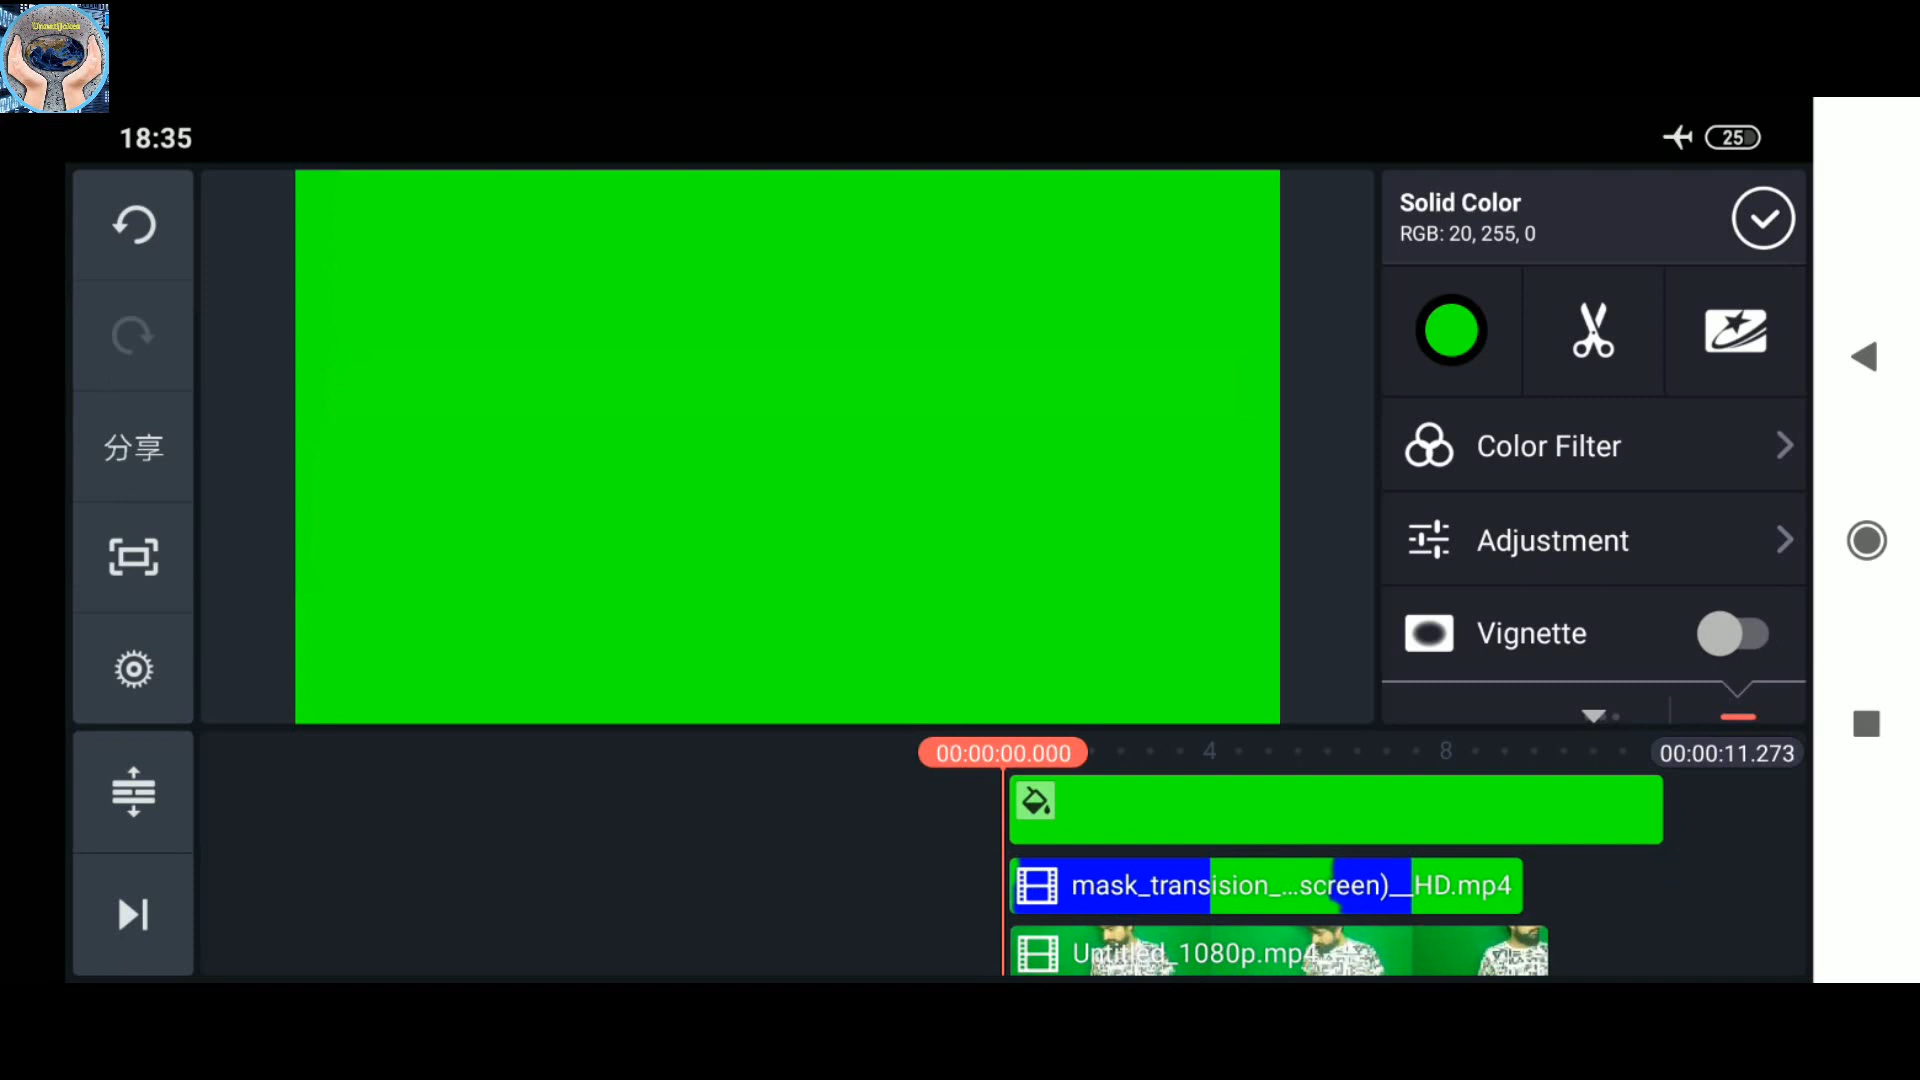 18:35
25
Solid Color
RGB: 20, 255, 0
分享
Color Filter
Adjustment
Vignette
00:00:00.000
4
8
00:00:11.273
mask_transision_...screen)__HD.mp4
Untitled_1080p.mp4